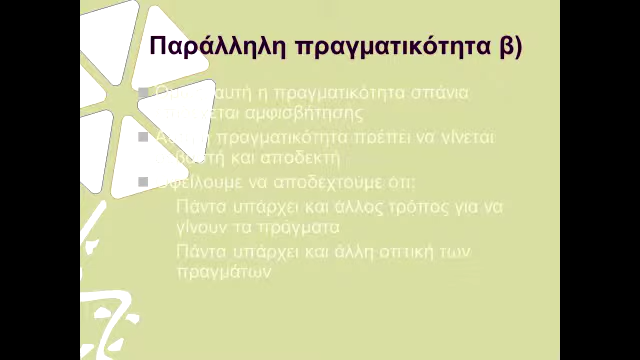 Παράλληλη πραγματικότητα β)
αυτή η πραγματικότητα σπάνια
αμφισβήτησης
πραγματικότητα πρέπει να γίνεται
και αποδεκτή
να αποδεχτούμε ότι:
Πάντα υπάρχει και άλλος τρόπος για να
γίνουν τα πράγματα
Πάντα υπάρχει και άλλη οπτική των
πραγμάτων